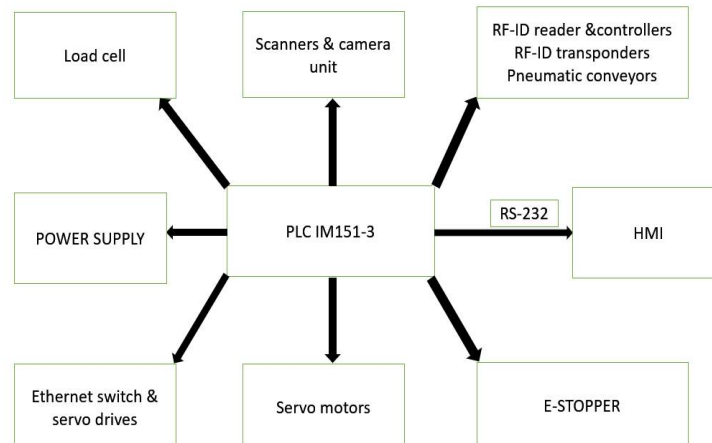 Load cell
Scanners & camera
unit
RF-ID reader &controllers
RF-ID transponders
Pneumatic conveyors
POWER SUPPLY
PLC IM151-3
RS-232
HMI
Ethernet switch &
servo drives
Servo motors
E-STOPPER